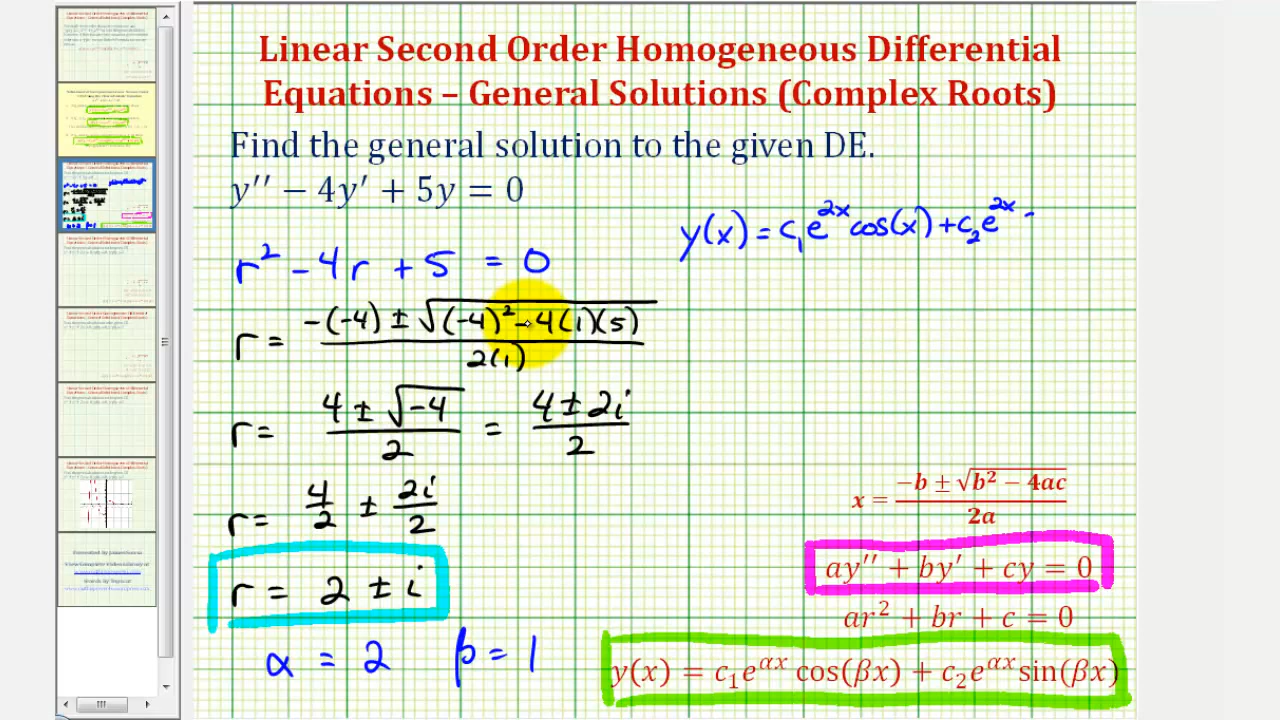 Linear Second Order Homogeneous Differential
Equations – General Solutions (Complex Roots)
Find the general solution to the given DE.
y′′ − 4y′ + 5y = 0
y(x) = c₁e^{2x} cos(x) + c₂e^{2x}
r² − 4r + 5 = 0
r = (−(−4) ± √((−4)² − 4(1)(5))) / 2(1)
r = (4 ± √−4) / 2 = (4 ± 2i) / 2
r = 4/2 ± 2i/2
r = 2 ± i
α = 2 β = 1
x = (−b ± √(b² − 4ac)) / 2a
ay′′ + by′ + cy = 0
ar² + br + c = 0
y(x) = c₁e^{αx} cos(βx) + c₂e^{αx} sin(βx)